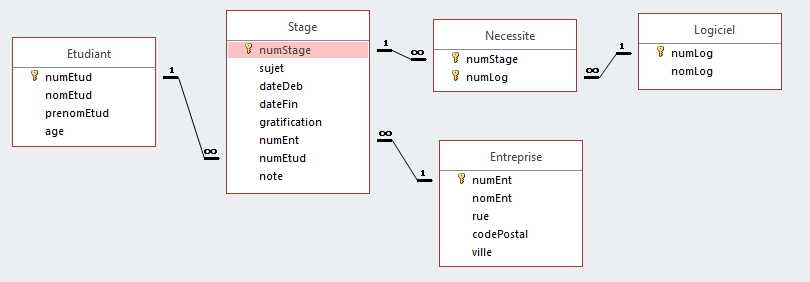 Etudiant
numEtud
nomEtud
prenomEtud
age
1
∞
Stage
numStage
sujet
dateDeb
dateFin
gratification
numEnt
numEtud
note
1
∞
Necessite
numStage
numLog
∞
1
Logiciel
numLog
nomLog
∞
1
Entreprise
numEnt
nomEnt
rue
codePostal
ville